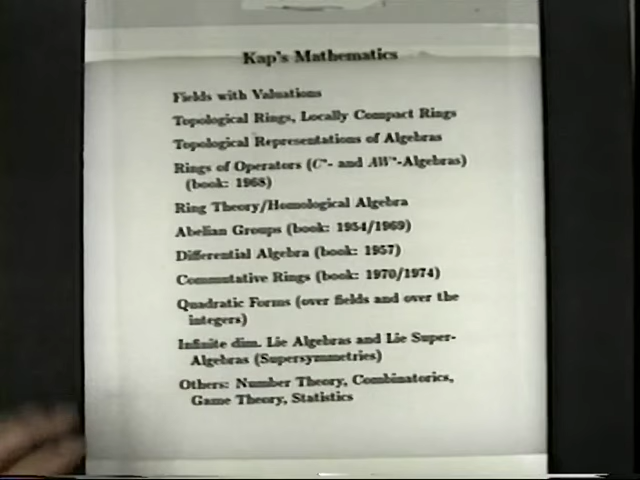 Kap's Mathematics
Fields with Valuations
Topological Rings, Locally Compact Rings
Topological Representations of Algebras
Rings of Operators (C*- and AW*-Algebras)
(book: 1968)
Ring Theory/Homological Algebra
Abelian Groups (book: 1954/1969)
Differential Algebra (book: 1957)
Commutative Rings (book: 1970/1974)
Quadratic Forms (over fields and over the
integers)
Infinite dim. Lie Algebras and Lie Super-
Algebras (Supersymmetries)
Others: Number Theory, Combinatorics,
Game Theory, Statistics